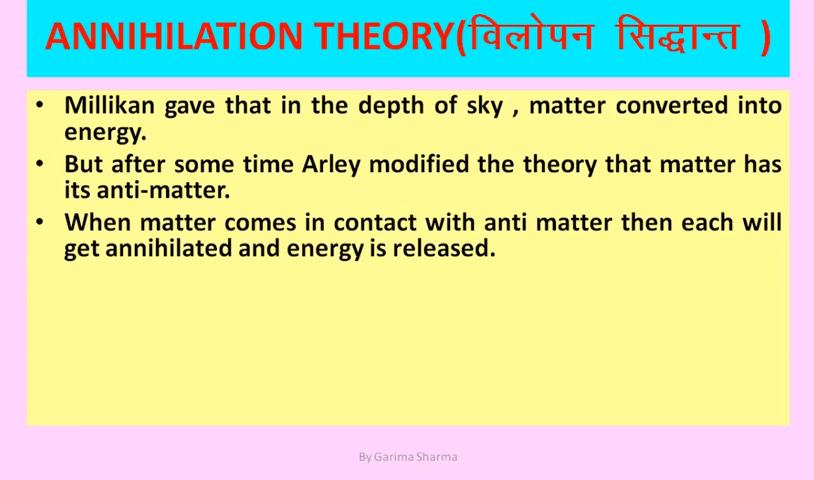 ANNIHILATION THEORY(विलोपन सिद्धान्त )
• Millikan gave that in the depth of sky , matter converted into
energy.
• But after some time Arley modified the theory that matter has
its anti-matter.
• When matter comes in contact with anti matter then each will
get annihilated and energy is released.
By Garima Sharma